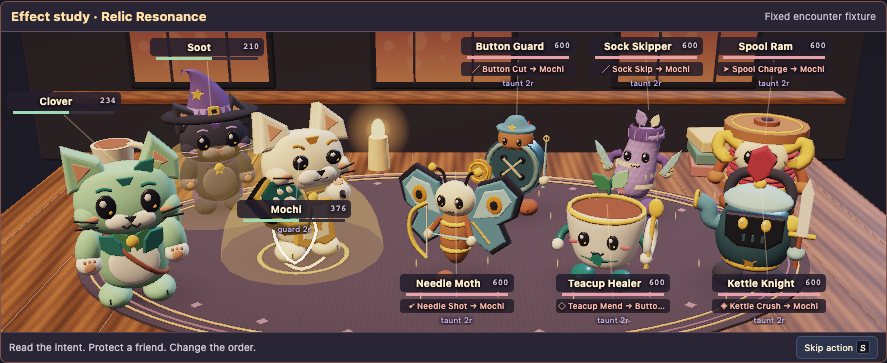 Effect study · Relic Resonance
Fixed encounter fixture
Soot 210
Button Guard 600
Sock Skipper 600
Spool Ram 600
Button Cut → Mochi
Sock Skip → Mochi
Spool Charge → Mochi
taunt 2r
taunt 2r
taunt 2r
Clover 234
Mochi 376
guard 2r
Needle Moth 600
Teacup Healer 600
Kettle Knight 600
Needle Shot → Mochi
Teacup Mend → Butto...
Kettle Crush → Mochi
taunt 2r
taunt 2r
taunt 2r
Read the intent. Protect a friend. Change the order.
Skip action S